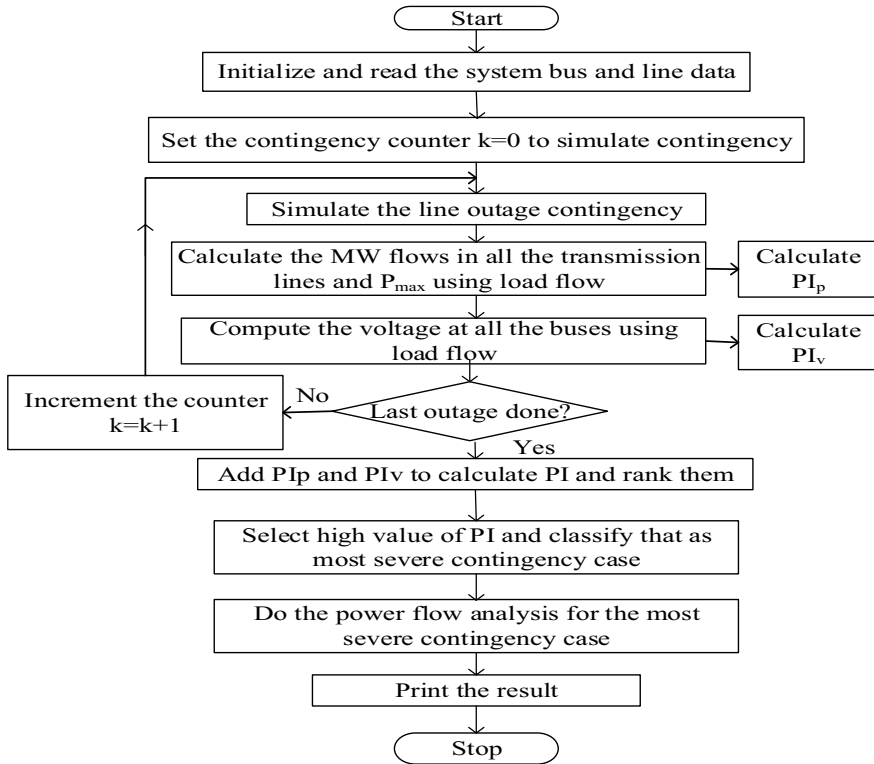 Start
Initialize and read the system bus and line data
Set the contingency counter k=0 to simulate contingency
Simulate the line outage contingency
Calculate the MW flows in all the transmission
lines and Pmax using load flow
Calculate
PIp
Compute the voltage at all the buses using
load flow
Calculate
PIv
Increment the counter
k=k+1
No
Last outage done?
Yes
Add PIp and PIv to calculate PI and rank them
Select high value of PI and classify that as
most severe contingency case
Do the power flow analysis for the most
severe contingency case
Print the result
Stop